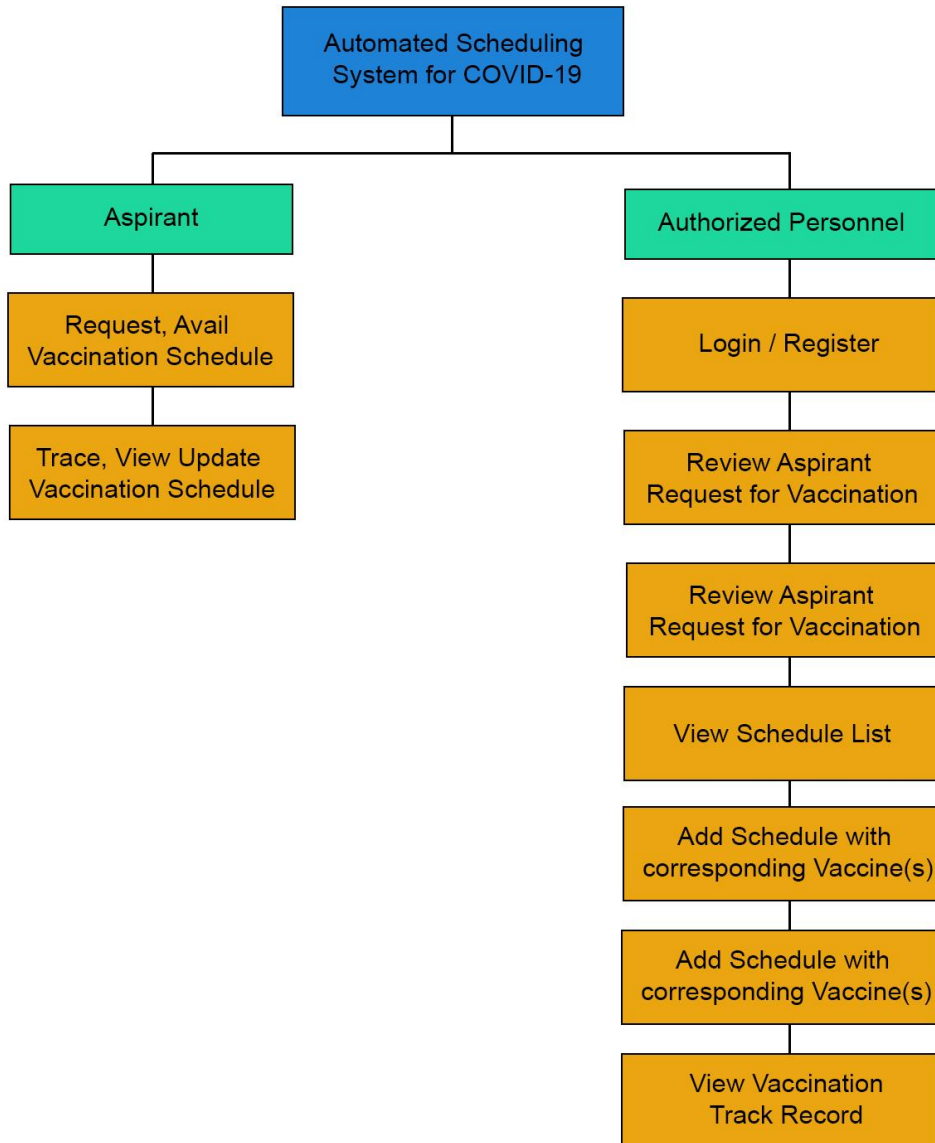 Automated Scheduling
System for COVID-19
Aspirant
Request, Avail
Vaccination Schedule
Trace, View Update
Vaccination Schedule
Authorized Personnel
Login / Register
Review Aspirant
Request for Vaccination
Review Aspirant
Request for Vaccination
View Schedule List
Add Schedule with
corresponding Vaccine(s)
Add Schedule with
corresponding Vaccine(s)
View Vaccination
Track Record